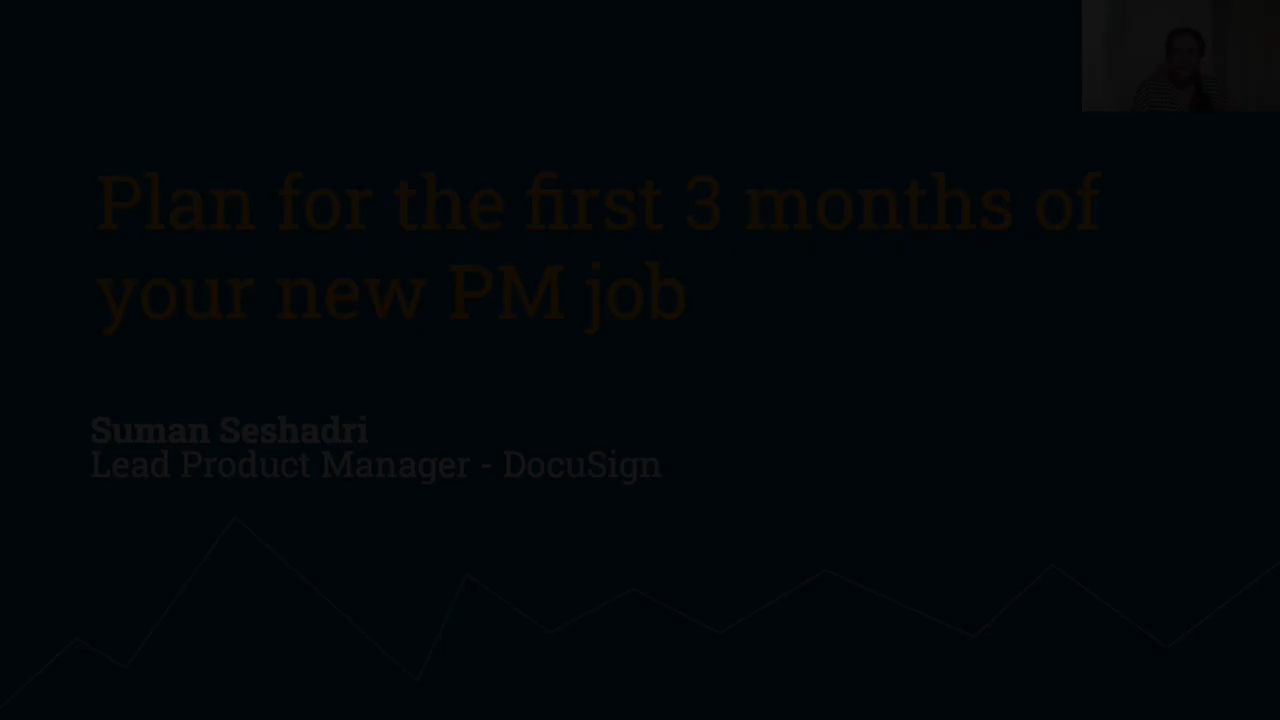 Plan for the first 3 months of
your new PM job
Suman Seshadri
Lead Product Manager - DocuSign